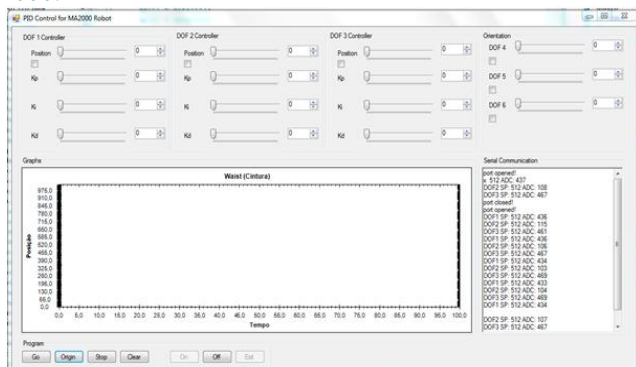 PID Control for MA2000 Robot
DOF 1 Controller
Position 0
Kp 0
Ki 0
Kd 0
DOF 2 Controller
Position 0
Kp 0
Ki 0
Kd 0
DOF 3 Controller
Position 0
Kp 0
Ki 0
Kd 0
Orientation
DOF 4 0
DOF 5 0
DOF 6 0
Graphs
Waist (Cintura)
Posição
975,0
910,0
845,0
780,0
715,0
650,0
585,0
520,0
455,0
390,0
325,0
260,0
195,0
130,0
65,0
0,0
0,0 5,0 10,0 15,0 20,0 25,0 30,0 35,0 40,0 45,0 50,0 55,0 60,0 65,0 70,0 75,0 80,0 85,0 90,0 95,0 100,0
Tempo
Serial Communication
port opened!
x 512 ADC: 437
DOF2 SP: 512 ADC: 108
DOF3 SP: 512 ADC: 467
port closed!
port opened!
DOF1 SP: 512 ADC: 436
DOF2 SP: 512 ADC: 115
DOF3 SP: 512 ADC: 461
DOF1 SP: 512 ADC: 436
DOF2 SP: 512 ADC: 106
DOF3 SP: 512 ADC: 467
DOF1 SP: 512 ADC: 434
DOF2 SP: 512 ADC: 103
DOF3 SP: 512 ADC: 469
DOF1 SP: 512 ADC: 433
DOF2 SP: 512 ADC: 104
DOF3 SP: 512 ADC: 469
DOF1 SP: 512 ADC: 434
DOF2 SP: 512 ADC: 107
DOF3 SP: 512 ADC: 467
Program
Go Origin Stop Clear On Off Est.